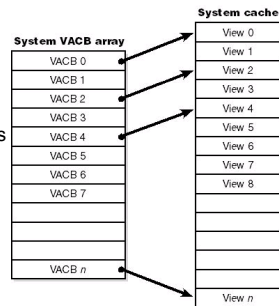 System VACB array
VACB 0
VACB 1
VACB 2
VACB 3
VACB 4
VACB 5
VACB 6
VACB 7
VACB n
s
System cache
View 0
View 1
View 2
View 3
View 4
View 5
View 6
View 7
View 8
View n